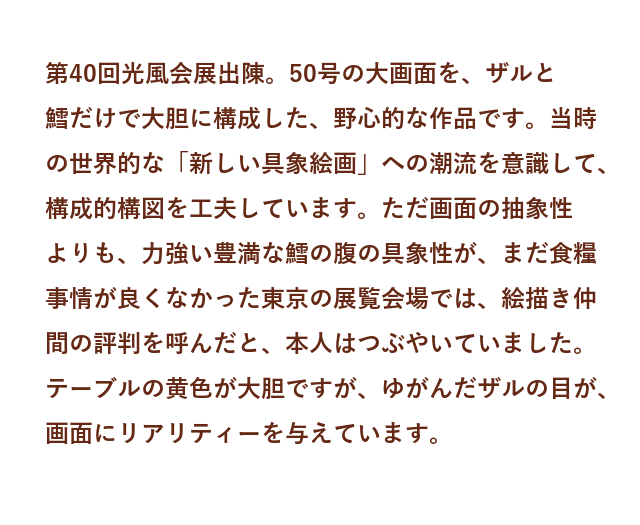 第40回光風会展出陳。50号の大画面を、ザルと
鱈だけで大胆に構成した、野心的な作品です。当時
の世界的な「新しい具象絵画」への潮流を意識して、
構成的構図を工夫しています。ただ画面の抽象性
よりも、力強い豊満な鱈の腹の具象性が、まだ食糧
事情が良くなかった東京の展覧会場では、絵描き仲
間の評判を呼んだと、本人はつぶやいていました。
テーブルの黄色が大胆ですが、ゆがんだザルの目が、
画面にリアリティーを与えています。